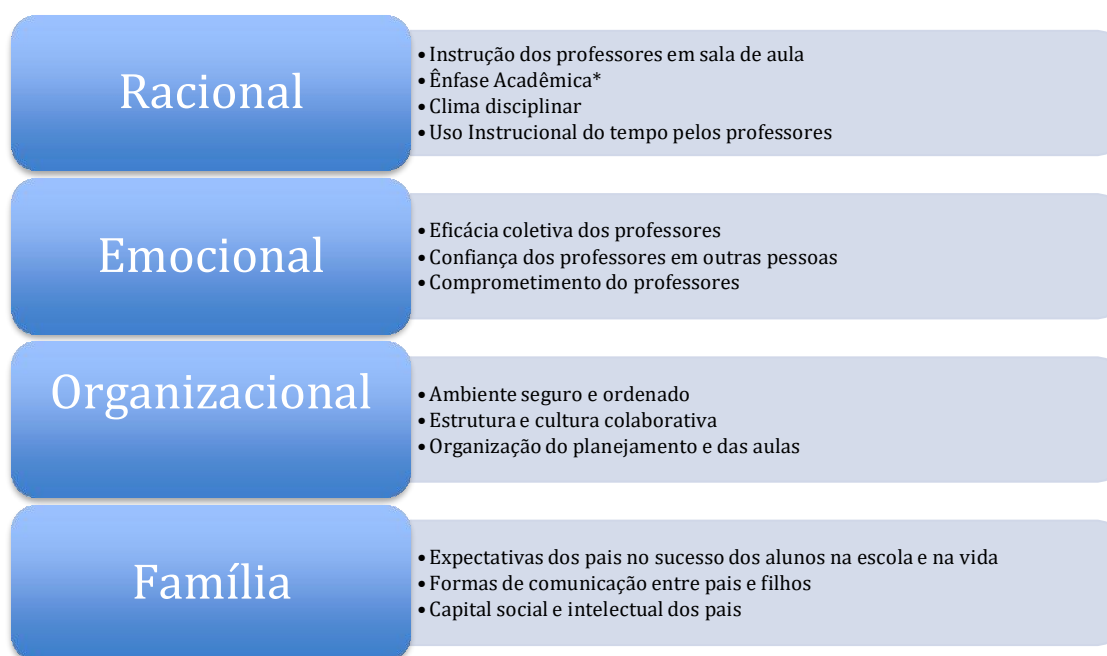 Racional
• Instrução dos professores em sala de aula
• Ênfase Acadêmica*
• Clima disciplinar
• Uso Instrucional do tempo pelos professores
Emocional
• Eficácia coletiva dos professores
• Confiança dos professores em outras pessoas
• Comprometimento do professores
Organizacional
• Ambiente seguro e ordenado
• Estrutura e cultura colaborativa
• Organização do planejamento e das aulas
Família
• Expectativas dos pais no sucesso dos alunos na escola e na vida
• Formas de comunicação entre pais e filhos
• Capital social e intelectual dos pais